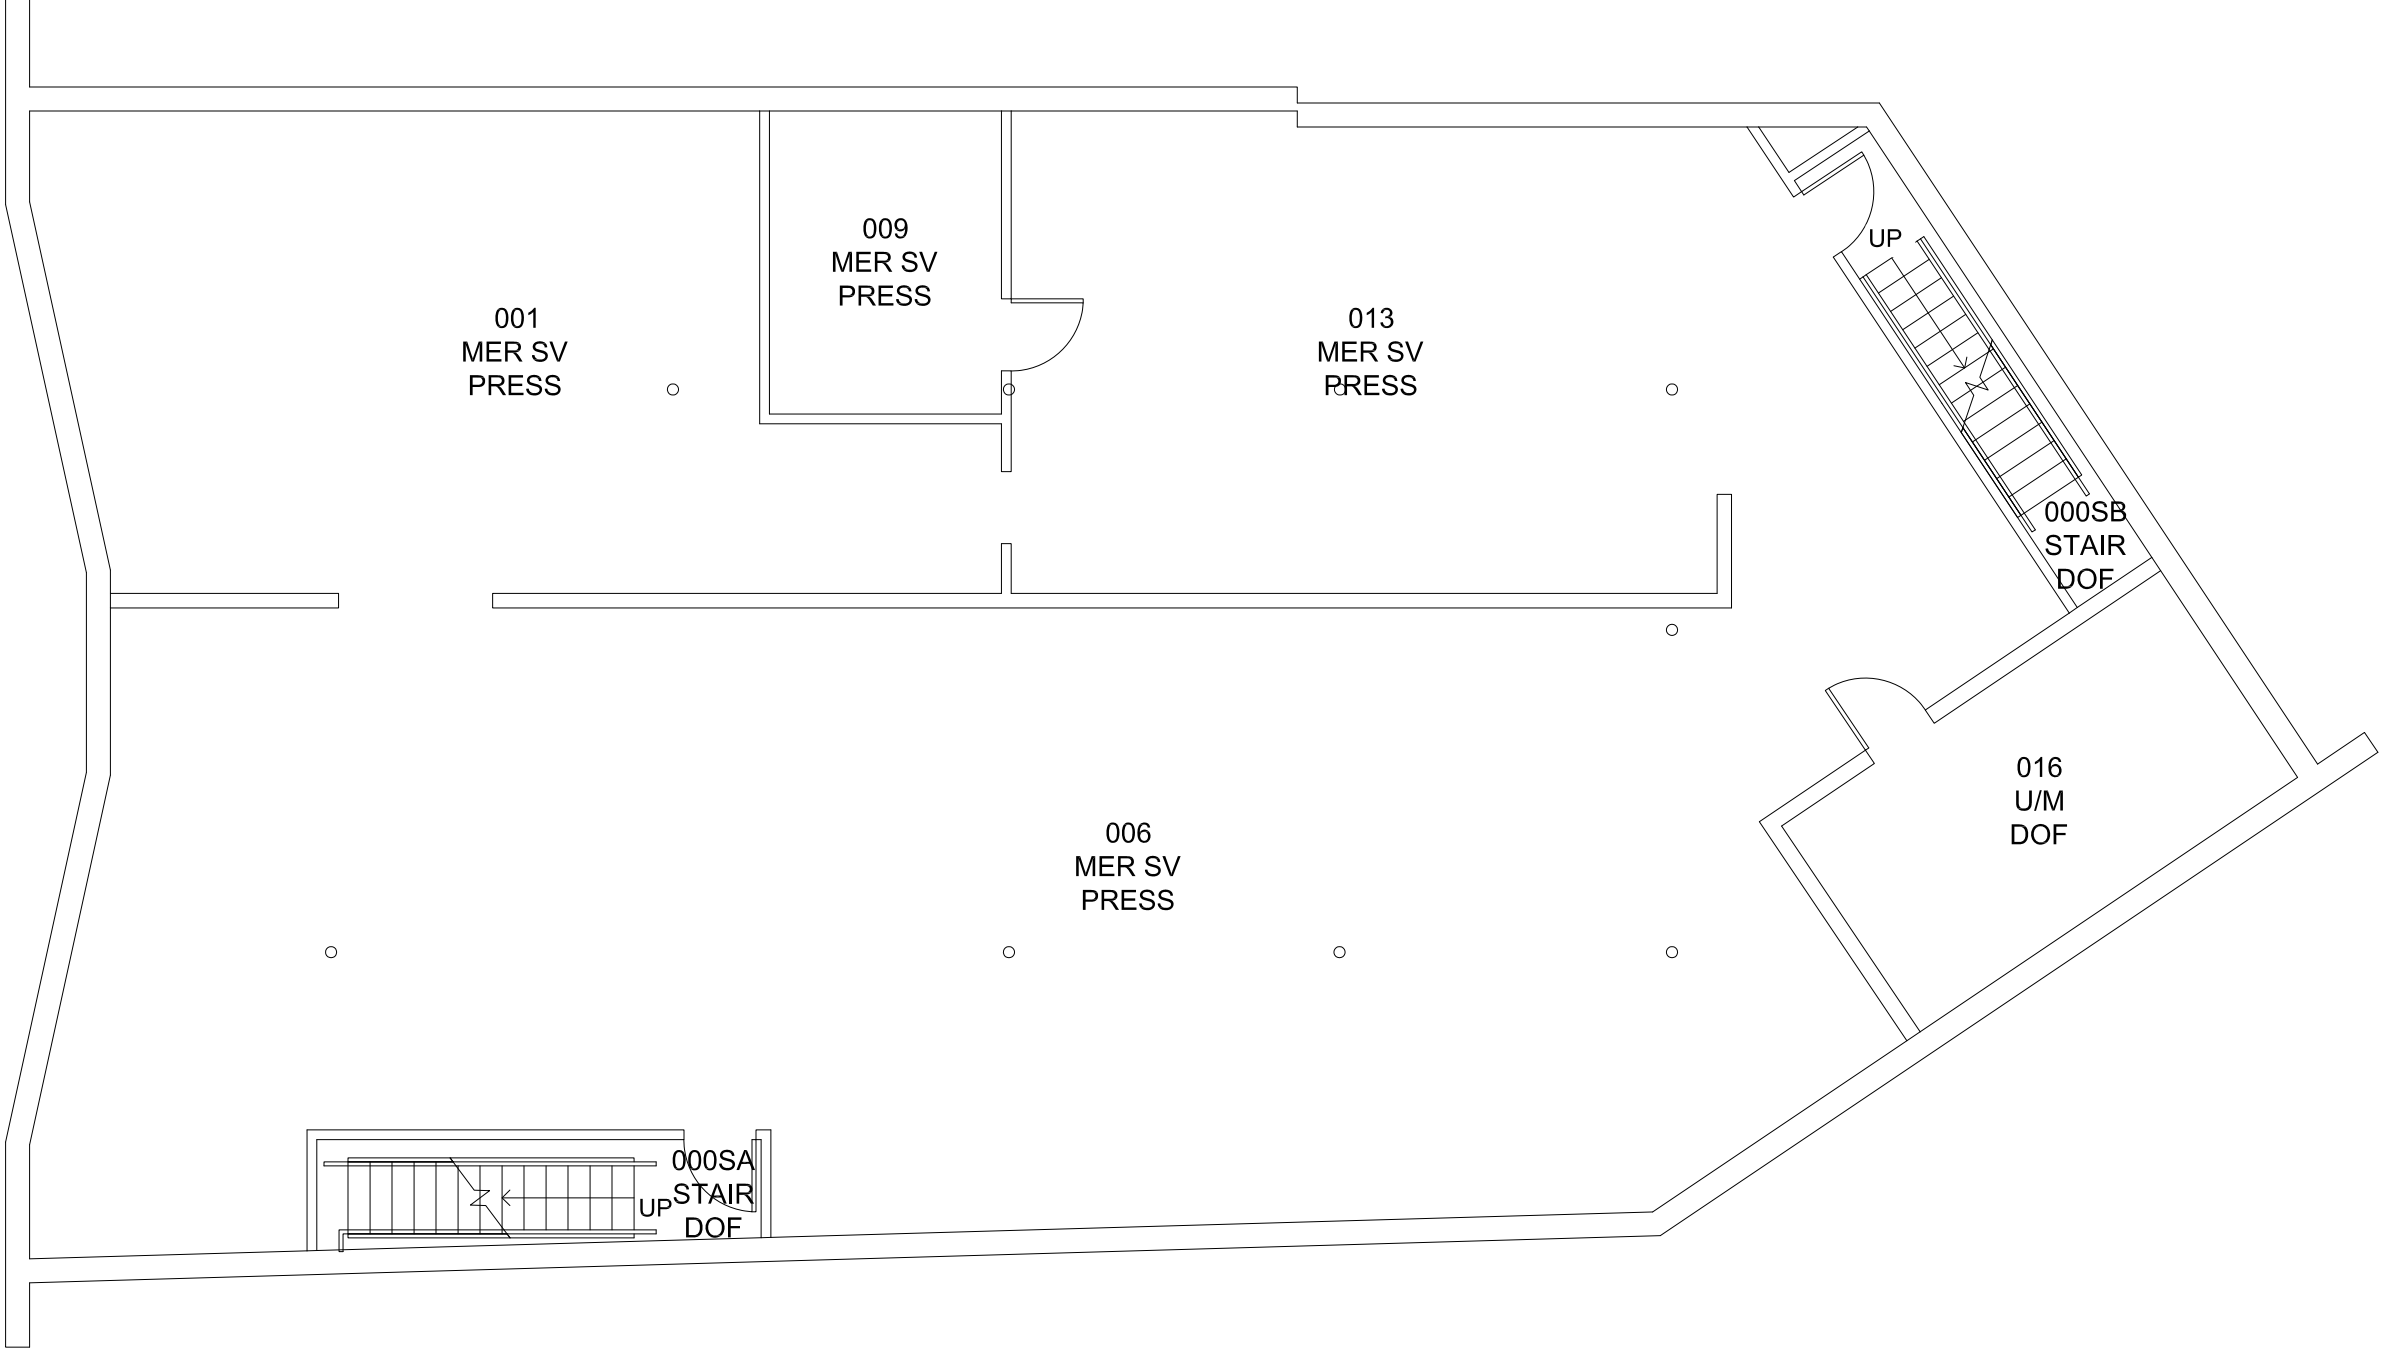 001
MER SV
PRESS
009
MER SV
PRESS
013
MER SV
PRESS
UP
000SB
STAIR
DOF
016
U/M
DOF
006
MER SV
PRESS
000SA
STAIR
DOF
UP